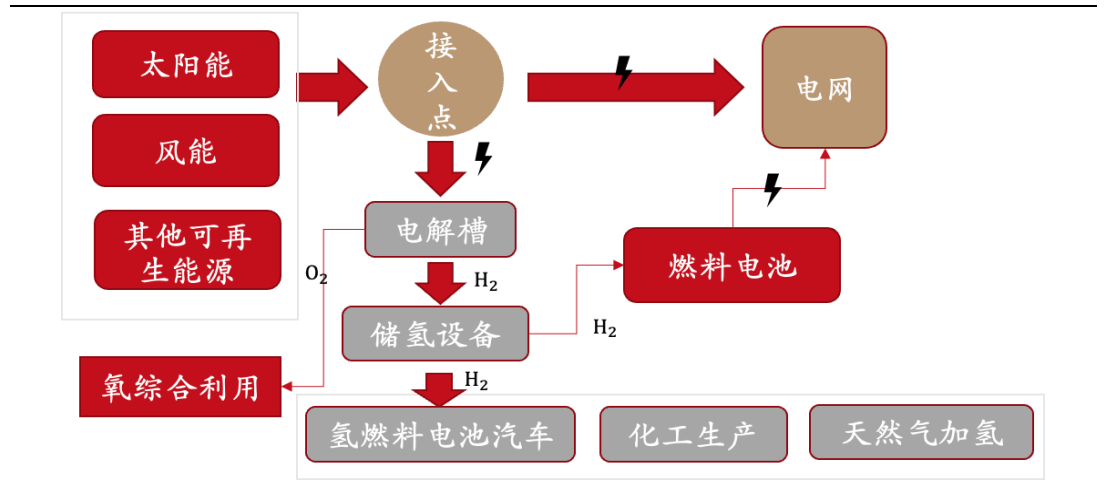 太阳能
风能
其他可再
生能源
接
入
点
电网
电解槽
O₂
H₂
燃料电池
储氢设备
H₂
H₂
氧综合利用
氢燃料电池汽车
化工生产
天然气加氢